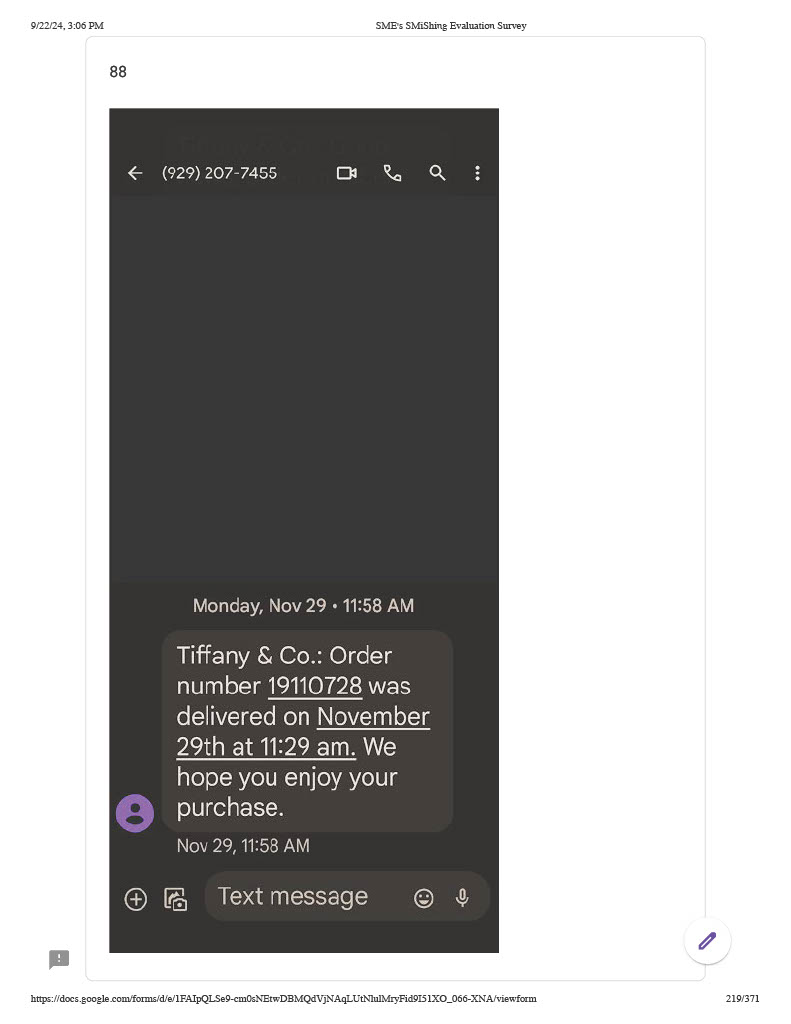 9/22/24, 3:06 PM
SME's SMiShing Evaluation Survey
88
(929) 207-7455
Monday, Nov 29 • 11:58 AM
Tiffany & Co.: Order
number 19110728 was
delivered on November
29th at 11:29 am. We
hope you enjoy your
purchase.
Nov 29, 11:58 AM
Text message
https://docs.google.com/forms/d/e/1FAIpQLSe9-cm0sNEtwDBMQdVjNAqLUtNlulMryFid9I51XO_066-XNA/viewform
219/371